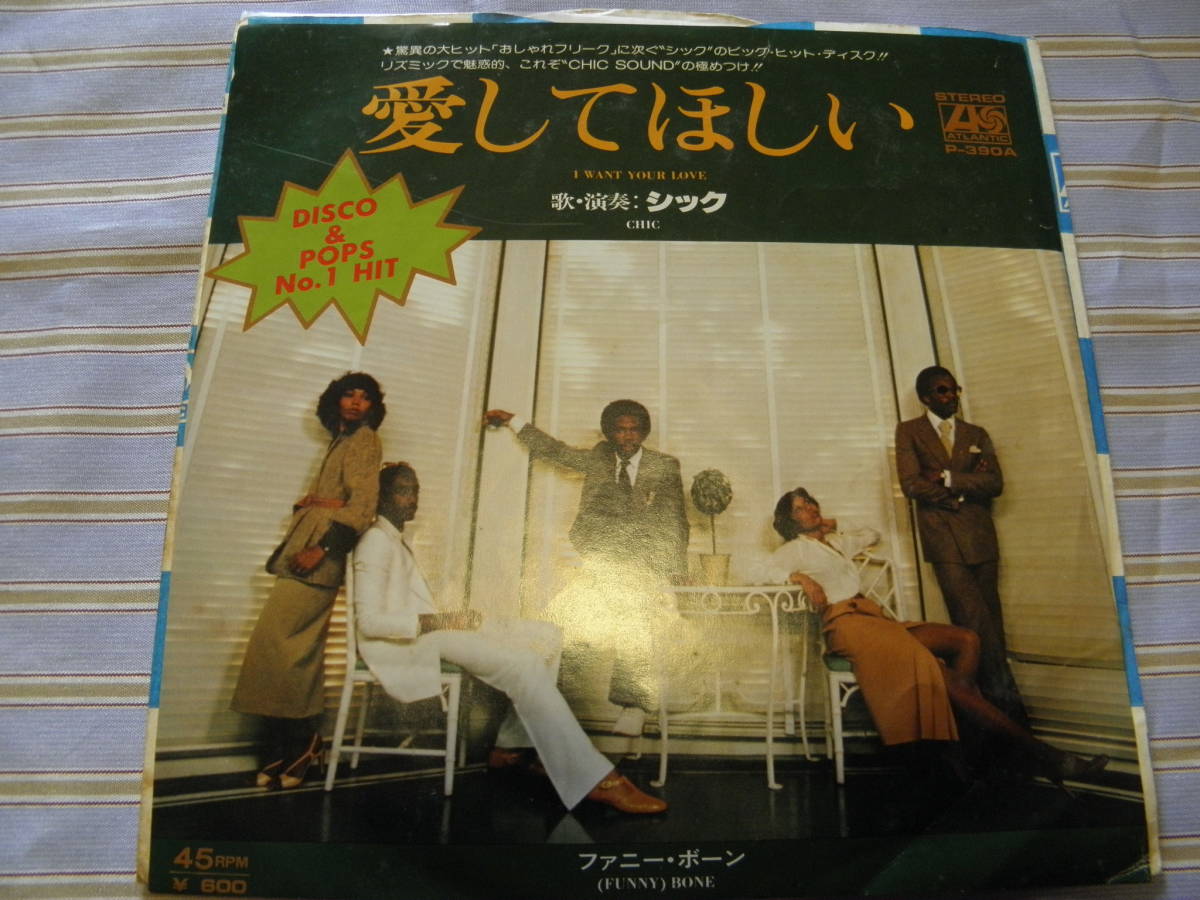 ★驚異の大ヒット「おしゃれフリーク」に次ぐ"シック"のビッグ・ヒット・ディスク!!
リズミックで魅惑的、これぞ"CHIC SOUND"の極めつけ!!
愛してほしい
I WANT YOUR LOVE
歌・演奏：シック
CHIC
STEREO
ATLANTIC
P-390A
DISCO
&
POPS
No.1 HIT
45RPM
¥ 600
ファニー・ボーン
(FUNNY) BONE